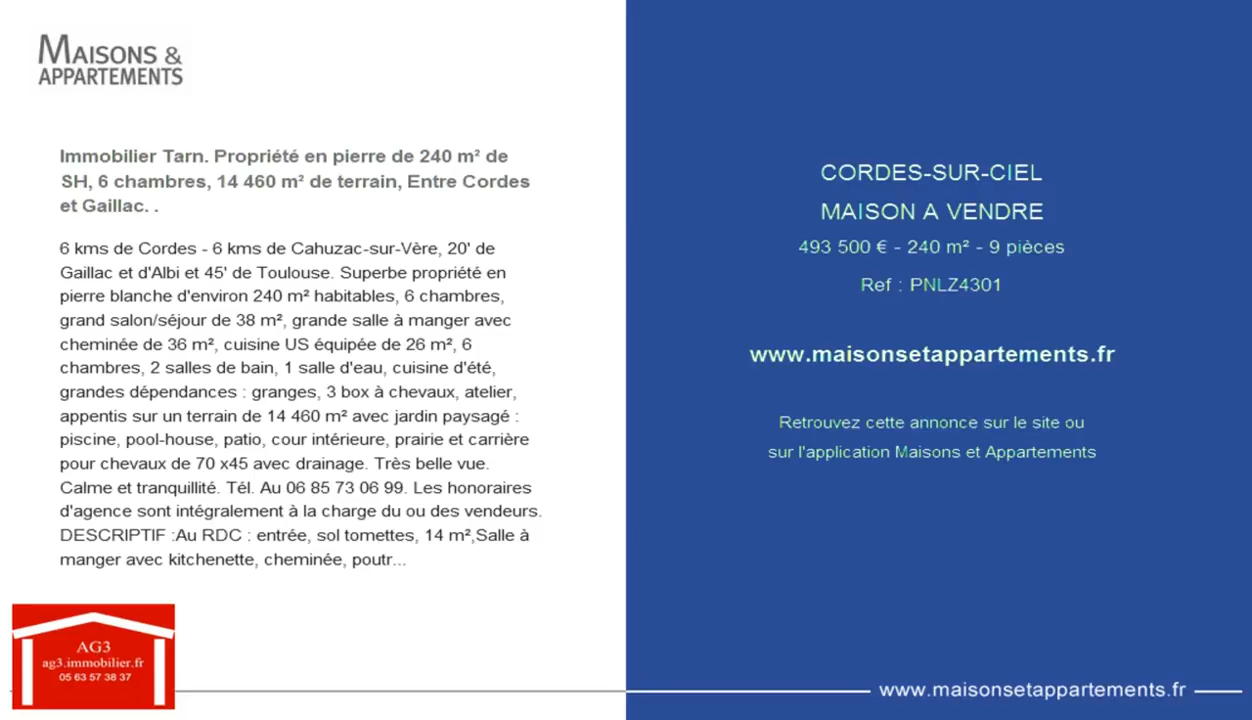 MAISONS &
APPARTEMENTS
Immobilier Tarn. Propriété en pierre de 240 m² de
SH, 6 chambres, 14 460 m² de terrain, Entre Cordes
et Gaillac. .
6 kms de Cordes - 6 kms de Cahuzac-sur-Vère, 20' de
Gaillac et d'Albi et 45' de Toulouse. Superbe propriété en
pierre blanche d'environ 240 m² habitables, 6 chambres,
grand salon/séjour de 38 m², grande salle à manger avec
cheminée de 36 m², cuisine US équipée de 26 m², 6
chambres, 2 salles de bain, 1 salle d'eau, cuisine d'été,
grandes dépendances : granges, 3 box à chevaux, atelier,
appentis sur un terrain de 14 460 m² avec jardin paysagé :
piscine, pool-house, patio, cour intérieure, prairie et carrière
pour chevaux de 70 x45 avec drainage. Très belle vue.
Calme et tranquillité. Tél. Au 06 85 73 06 99. Les honoraires
d'agence sont intégralement à la charge du ou des vendeurs.
DESCRIPTIF :Au RDC : entrée, sol tomettes, 14 m²,Salle à
manger avec kitchenette, cheminée, poutr...
AG3
ag3.immobilier.fr
05 63 57 38 37
CORDES-SUR-CIEL
MAISON A VENDRE
493 500 € - 240 m² - 9 pièces
Ref : PNLZ4301
www.maisonsetappartements.fr
Retrouvez cette annonce sur le site ou
sur l'application Maisons et Appartements
www.maisonsetappartements.fr